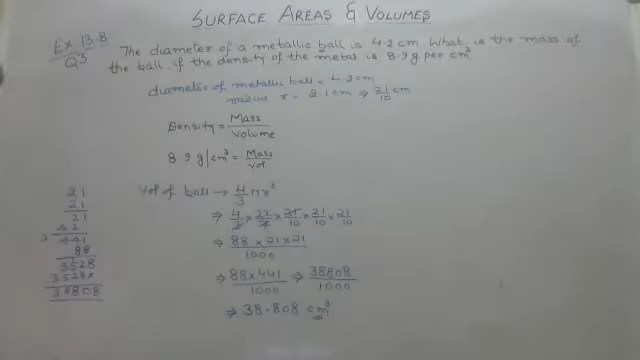 SURFACE AREAS & VOLUMES
Ex 13.8
Q3
The diameter of a metallic ball is 4.2 cm. What is the mass of
the ball, if the density of the metal is 8.9 g per cm³
diameter of metallic ball = 4.2cm
radius r = 2.1cm ⇒ 21/10 cm
Density = Mass/Volume
8 9 g/cm³ = Mass/Vol
Vol of ball → 4/3 πr³
⇒ 4/3 × 22/7 × 21/10 × 21/10 × 21/10
⇒ 88 × 21 × 21/1000
⇒ 88 × 441/1000 ⇒ 38808/1000
⇒ 38.808 cm³
21
21
21
42
441
88
3528
3528×
38808